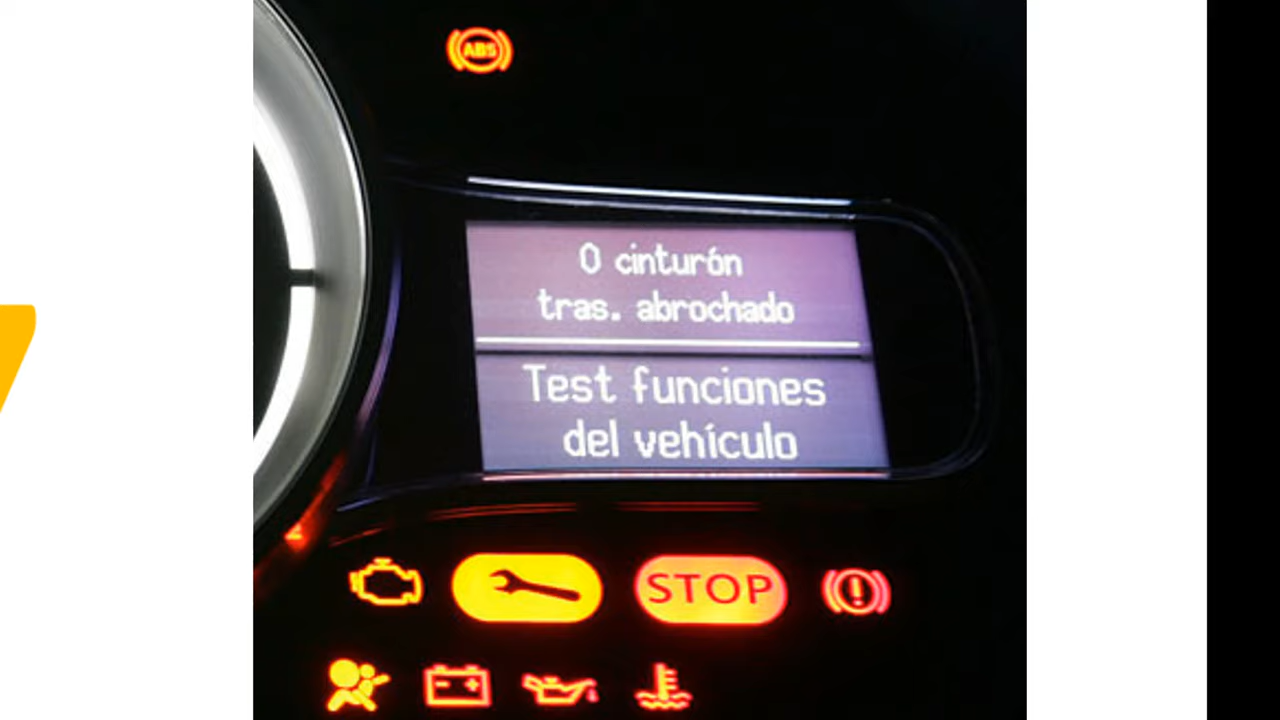 ABS
0 cinturón
tras. abrochado
Test funciones
del vehículo
STOP